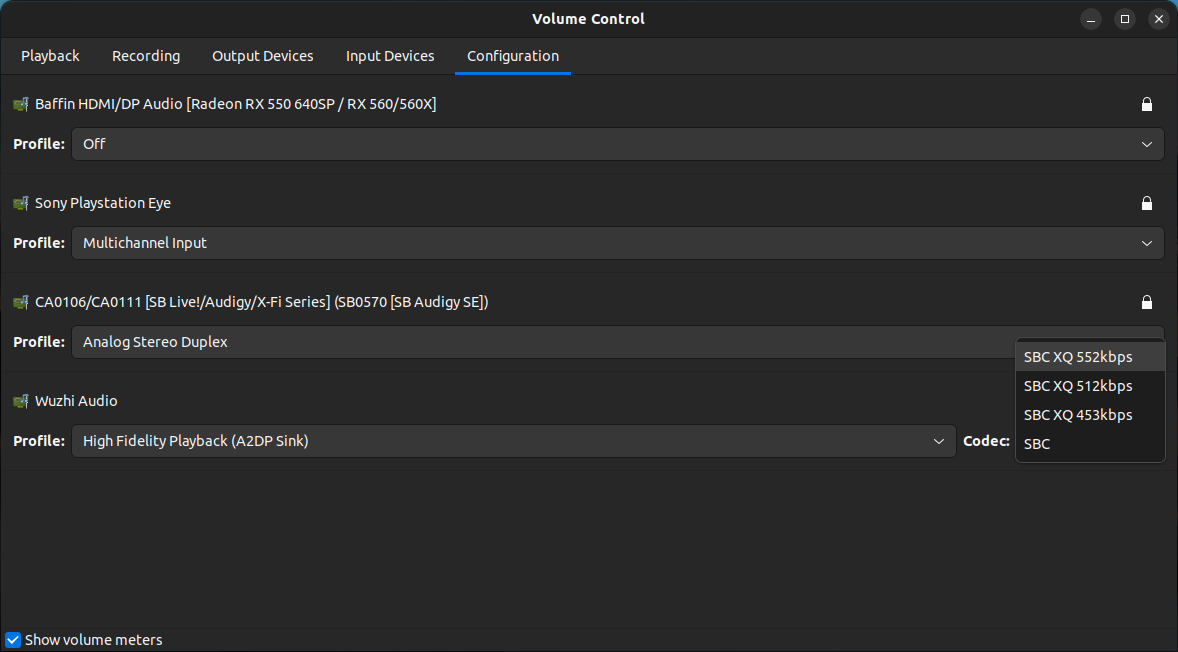 Volume Control
Playback Recording Output Devices Input Devices Configuration
Baffin HDMI/DP Audio [Radeon RX 550 640SP / RX 560/560X]
Profile: Off
Sony Playstation Eye
Profile: Multichannel Input
CA0106/CA0111 [SB Live!/Audigy/X-Fi Series] (SB0570 [SB Audigy SE])
Profile: Analog Stereo Duplex
SBC XQ 552kbps
SBC XQ 512kbps
Wuzhi Audio
SBC XQ 453kbps
Profile: High Fidelity Playback (A2DP Sink) Codec: SBC
Show volume meters